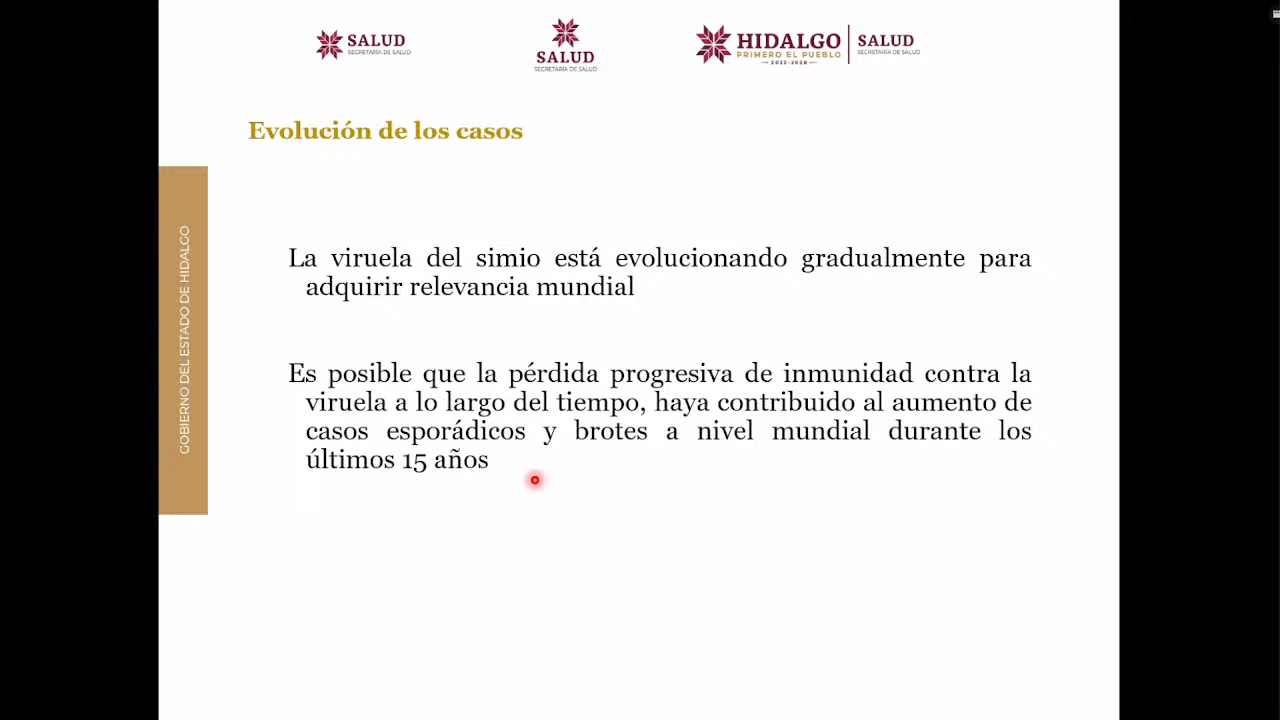 SALUD
SECRETARÍA DE SALUD
SALUD
SECRETARÍA DE SALUD
HIDALGO
PRIMERO EL PUEBLO
2022-2028
SALUD
SECRETARÍA DE SALUD
Evolución de los casos
GOBIERNO DEL ESTADO DE HIDALGO
La viruela del simio está evolucionando gradualmente para
adquirir relevancia mundial
Es posible que la pérdida progresiva de inmunidad contra la
viruela a lo largo del tiempo, haya contribuido al aumento de
casos esporádicos y brotes a nivel mundial durante los
últimos 15 años